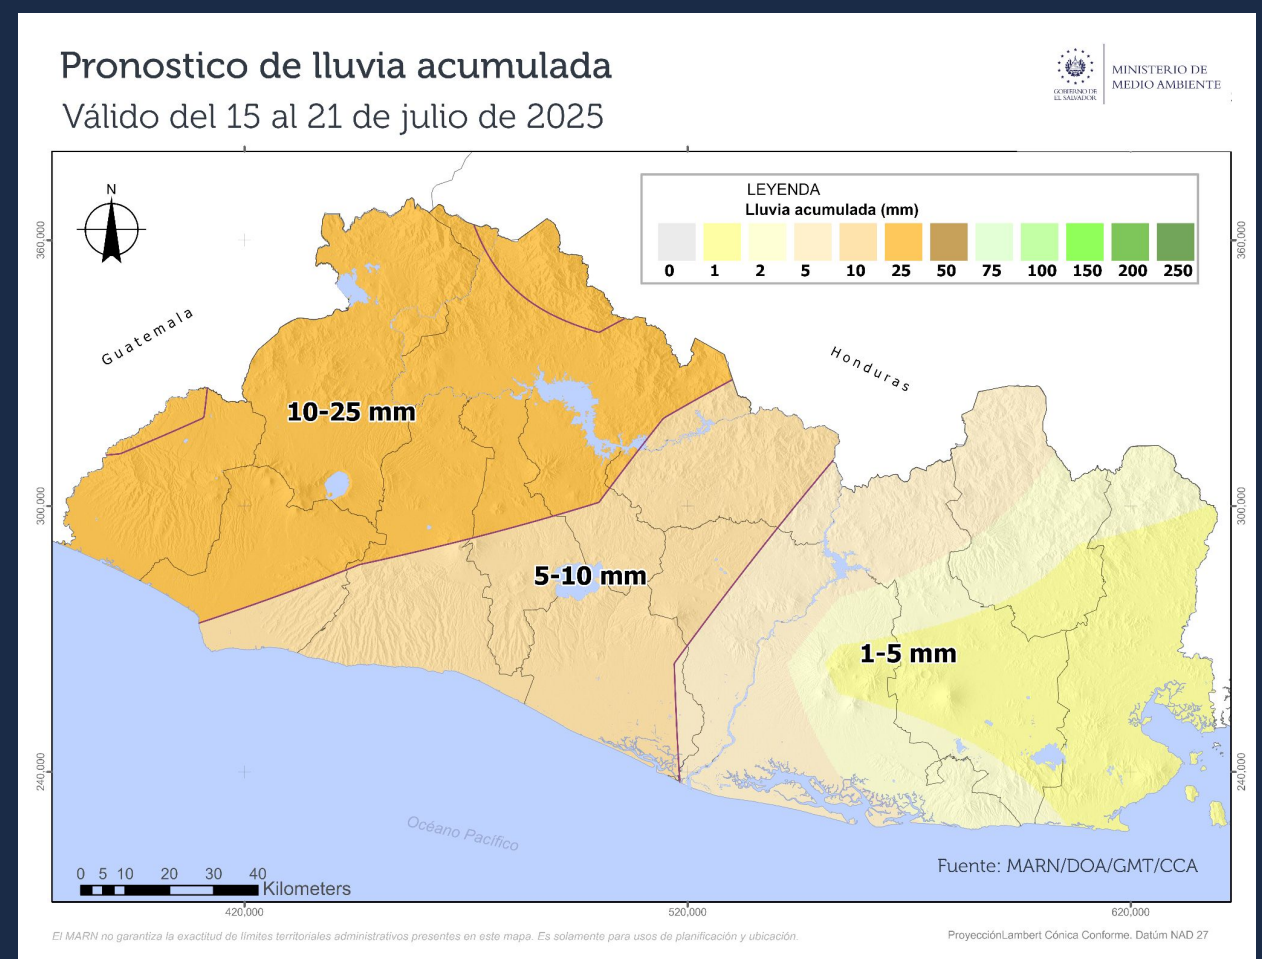 Pronostico de lluvia acumulada
Válido del 15 al 21 de julio de 2025
GOBIERNO DE
EL SALVADOR
MINISTERIO DE
MEDIO AMBIENTE
N
LEYENDA
Lluvia acumulada (mm)
0 1 2 5 10 25 50 75 100 150 200 250
360,000
360,000
Guatemala
Honduras
10-25 mm
300,000
300,000
5-10 mm
1-5 mm
240,000
240,000
Océano Pacífico
Fuente: MARN/DOA/GMT/CCA
0 5 10 20 30 40
Kilometers
420,000 520,000 620,000
El MARN no garantiza la exactitud de límites territoriales administrativos presentes en este mapa. Es solamente para usos de planificación y ubicación.
ProyecciónLambert Cónica Conforme. Datúm NAD 27